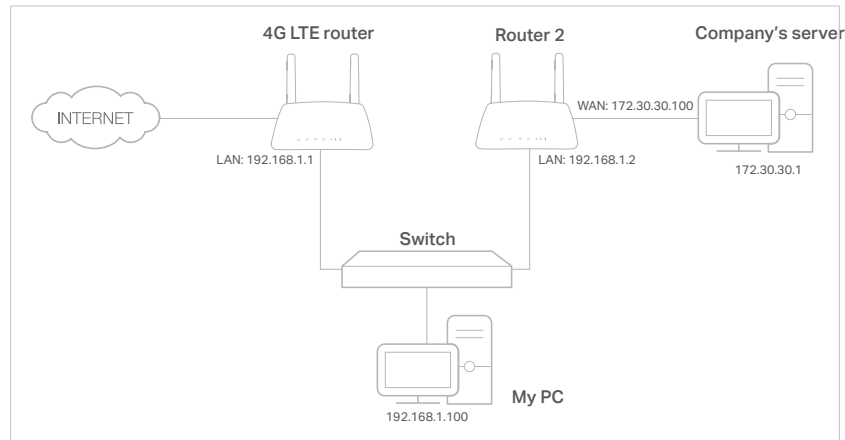 4G LTE router
Router 2
Company's server
INTERNET
WAN: 172.30.30.100
LAN: 192.168.1.1
LAN: 192.168.1.2
172.30.30.1
Switch
My PC
192.168.1.100